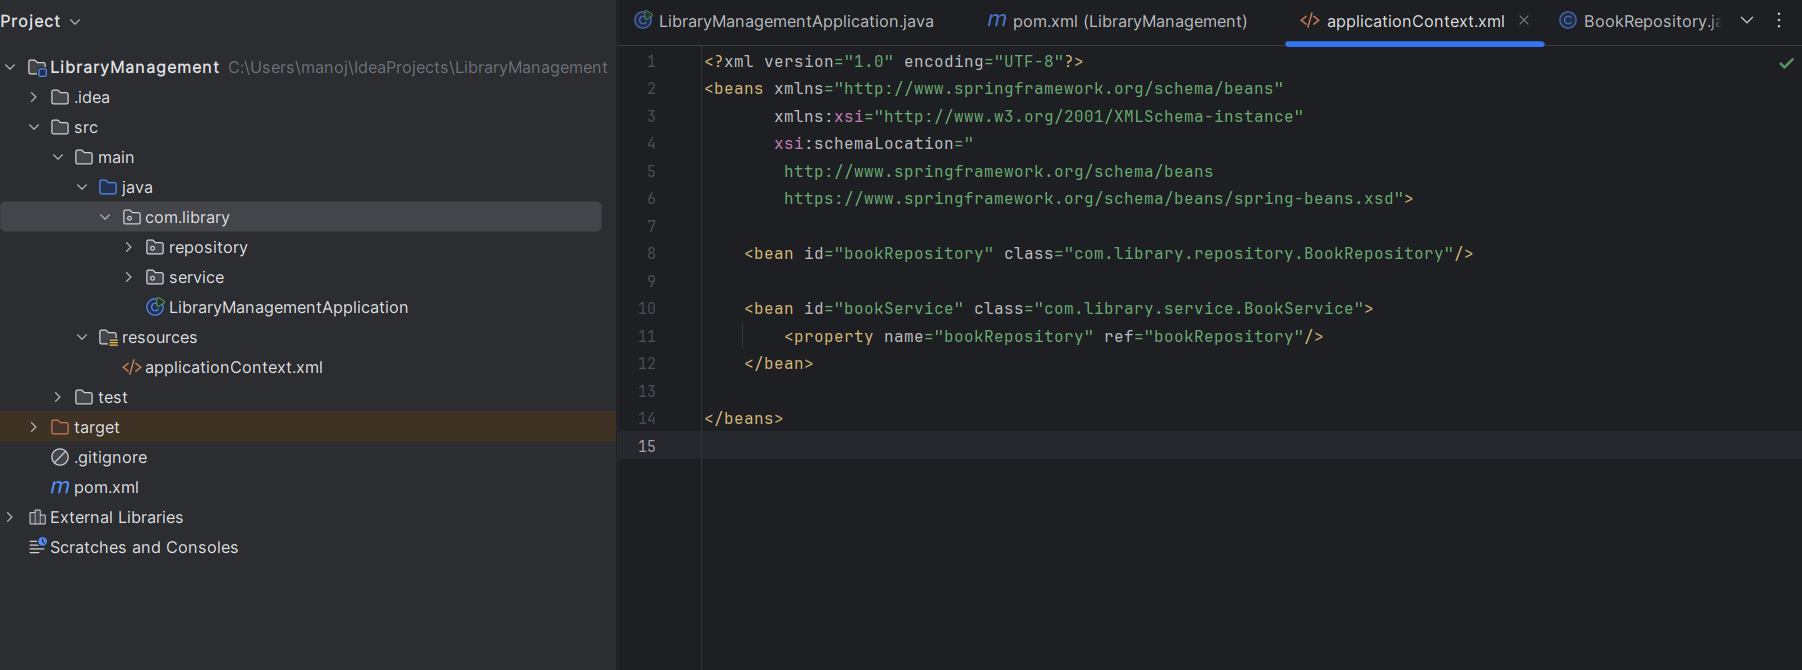 Project
LibraryManagement C:\Users\manoj\IdeaProjects\LibraryManagement
.idea
src
main
java
com.library
repository
service
LibraryManagementApplication
resources
applicationContext.xml
test
target
.gitignore
pom.xml
External Libraries
Scratches and Consoles
LibraryManagementApplication.java pom.xml (LibraryManagement) applicationContext.xml BookRepository.ja
1 <?xml version="1.0" encoding="UTF-8"?>
2 <beans xmlns="http://www.springframework.org/schema/beans"
3 xmlns:xsi="http://www.w3.org/2001/XMLSchema-instance"
4 xsi:schemaLocation="
5 http://www.springframework.org/schema/beans
6 https://www.springframework.org/schema/beans/spring-beans.xsd">
7
8 <bean id="bookRepository" class="com.library.repository.BookRepository"/>
9
10 <bean id="bookService" class="com.library.service.BookService">
11 <property name="bookRepository" ref="bookRepository"/>
12 </bean>
13
14 </beans>
15